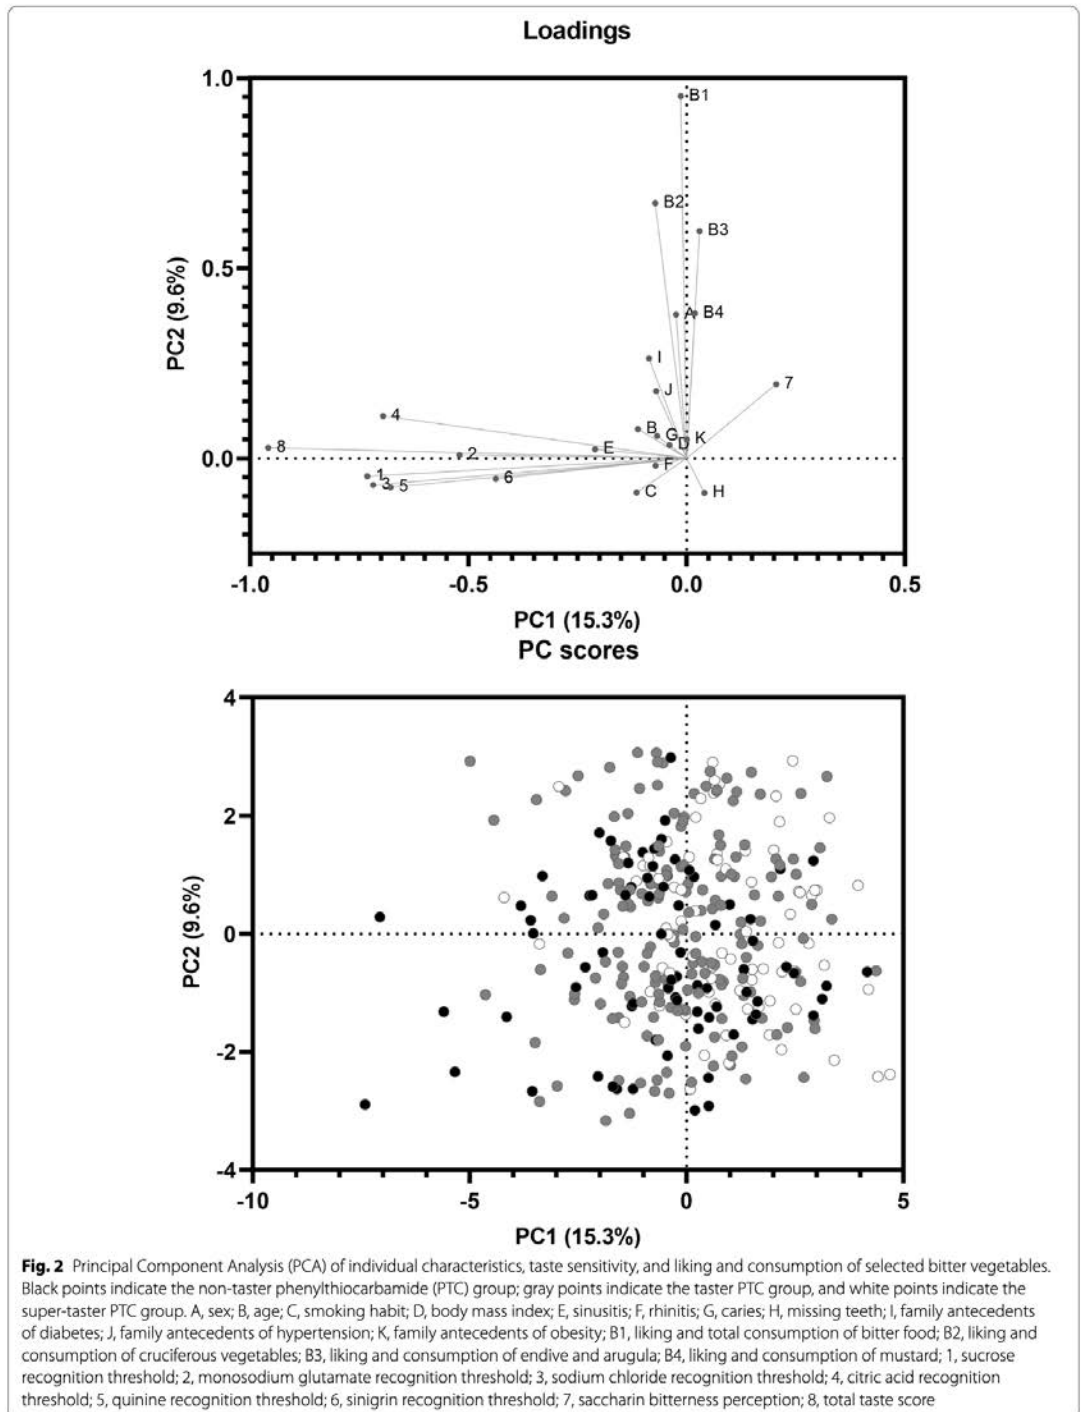 Loadings
1.0
B1
B2
B3
0.5
A
B4
I
7
J
4
B
G
K
8
2
E
D
0.0
1
F
3
5
6
C
H
PC2 (9.6%)
-1.0
-0.5
0.0
0.5
PC1 (15.3%)
PC scores
4
2
0
-2
-4
PC2 (9.6%)
-10
-5
0
5
PC1 (15.3%)
Fig. 2 Principal Component Analysis (PCA) of individual characteristics, taste sensitivity, and liking and consumption of selected bitter vegetables.
Black points indicate the non-taster phenylthiocarbamide (PTC) group; gray points indicate the taster PTC group, and white points indicate the
super-taster PTC group. A, sex; B, age; C, smoking habit; D, body mass index; E, sinusitis; F, rhinitis; G, caries; H, missing teeth; I, family antecedents
of diabetes; J, family antecedents of hypertension; K, family antecedents of obesity; B1, liking and total consumption of bitter food; B2, liking and
consumption of cruciferous vegetables; B3, liking and consumption of endive and arugula; B4, liking and consumption of mustard; 1, sucrose
recognition threshold; 2, monosodium glutamate recognition threshold; 3, sodium chloride recognition threshold; 4, citric acid recognition
threshold; 5, quinine recognition threshold; 6, sinigrin recognition threshold; 7, saccharin bitterness perception; 8, total taste score